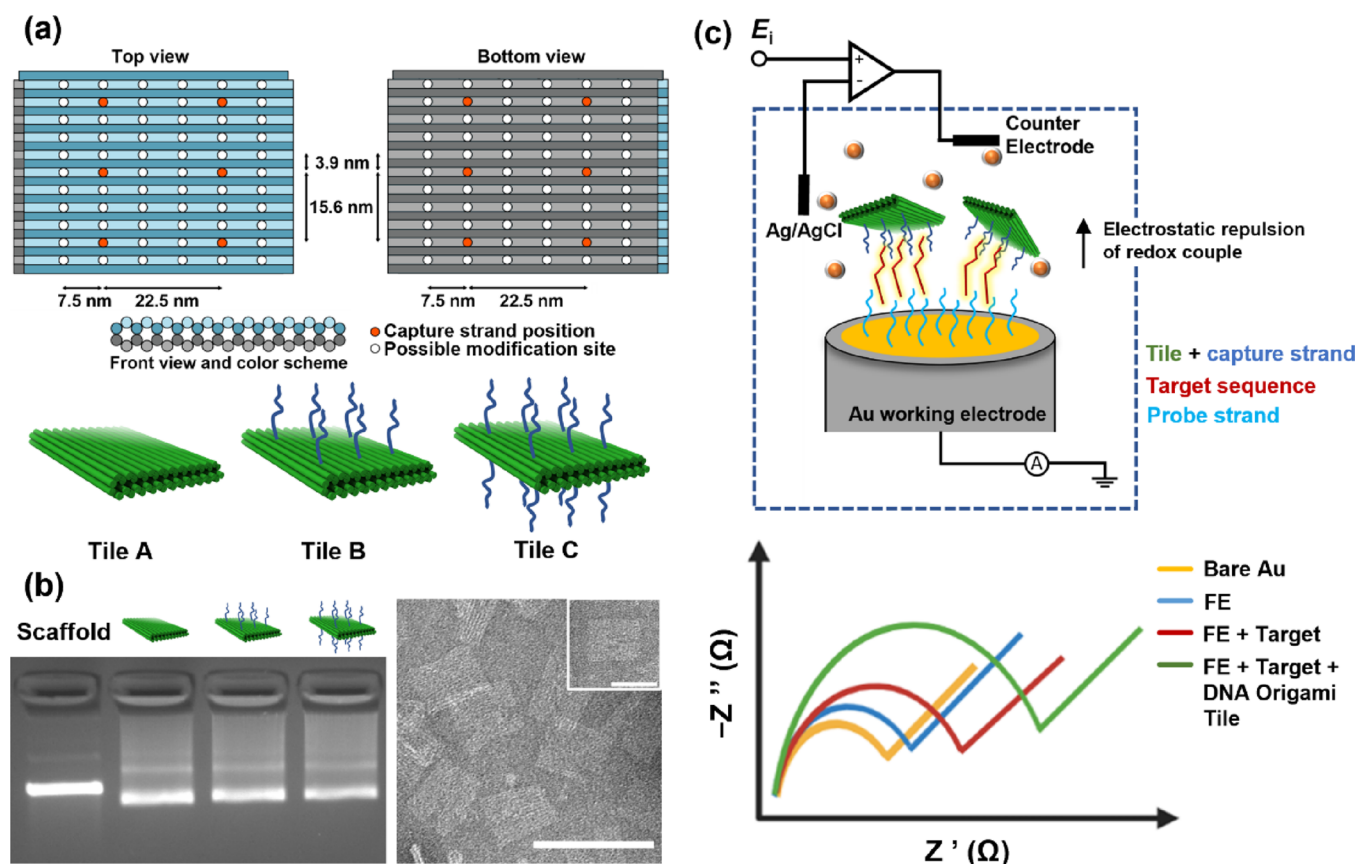 (a)
Top view
Bottom view
3.9 nm
15.6 nm
7.5 nm
22.5 nm
7.5 nm
22.5 nm
Front view and color scheme
Capture strand position
Possible modification site
Tile A
Tile B
Tile C
(b)
Scaffold
(c)
Ei
+
-
Counter
Electrode
Ag/AgCl
Electrostatic repulsion
of redox couple
Au working electrode
A
Tile + capture strand
Target sequence
Probe strand
–Z" (Ω)
Z ' (Ω)
Bare Au
FE
FE + Target
FE + Target +
DNA Origami
Tile